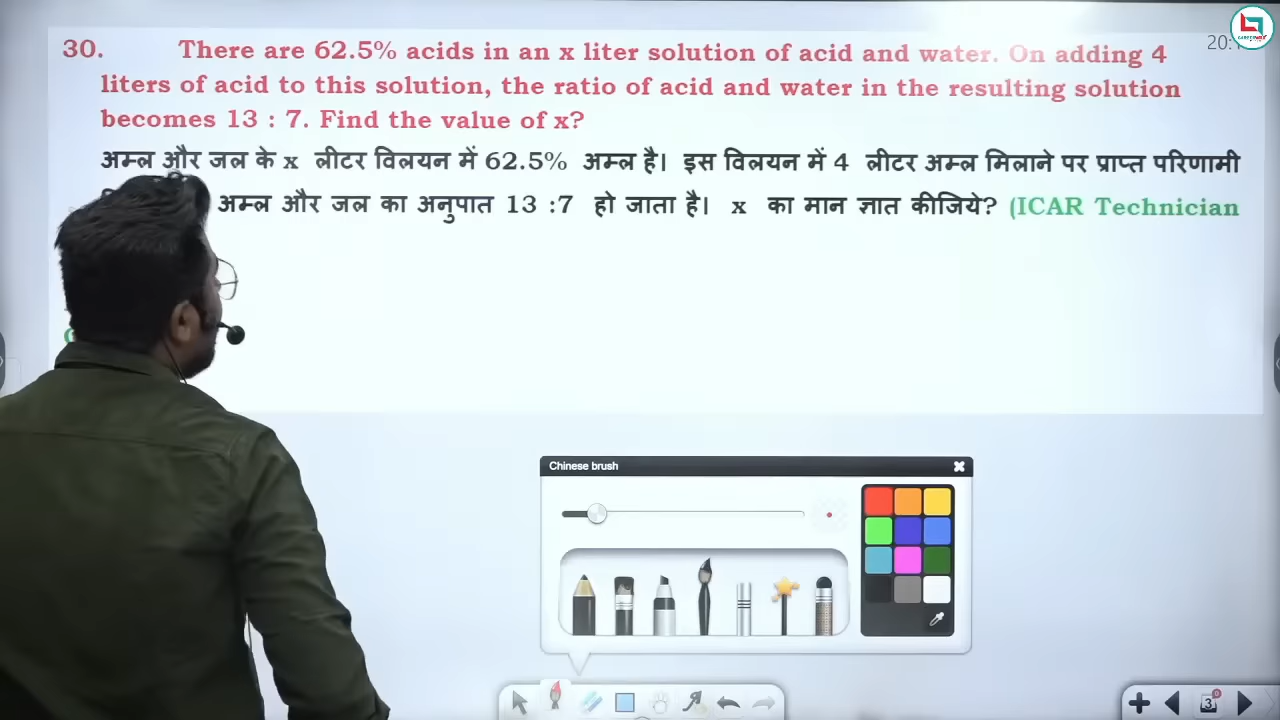 30. There are 62.5% acids in an x liter solution of acid and water. On adding 4
liters of acid to this solution, the ratio of acid and water in the resulting solution
becomes 13 : 7. Find the value of x?
अम्ल और जल के x लीटर विलयन में 62.5% अम्ल है। इस विलयन में 4 लीटर अम्ल मिलाने पर प्राप्त परिणामी
अम्ल और जल का अनुपात 13 :7 हो जाता है। x का मान ज्ञात कीजिये? (ICAR Technician
Chinese brush